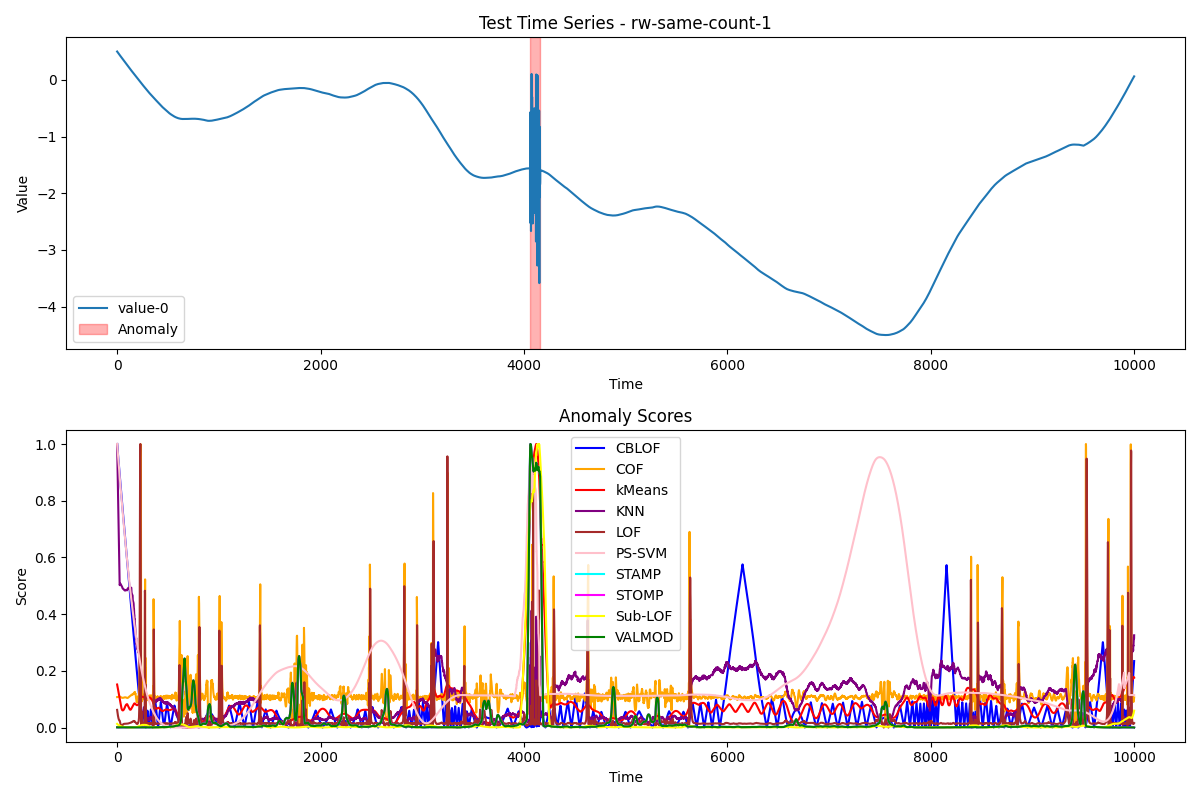 Test Time Series - rw-same-count-1
Value
0
−1
−2
−3
−4
value-0
Anomaly
0
2000
4000
6000
8000
10000
Time
Anomaly Scores
Score
1.0
0.8
0.6
0.4
0.2
0.0
CBLOF
COF
kMeans
KNN
LOF
PS-SVM
STAMP
STOMP
Sub-LOF
VALMOD
0
2000
4000
6000
8000
10000
Time